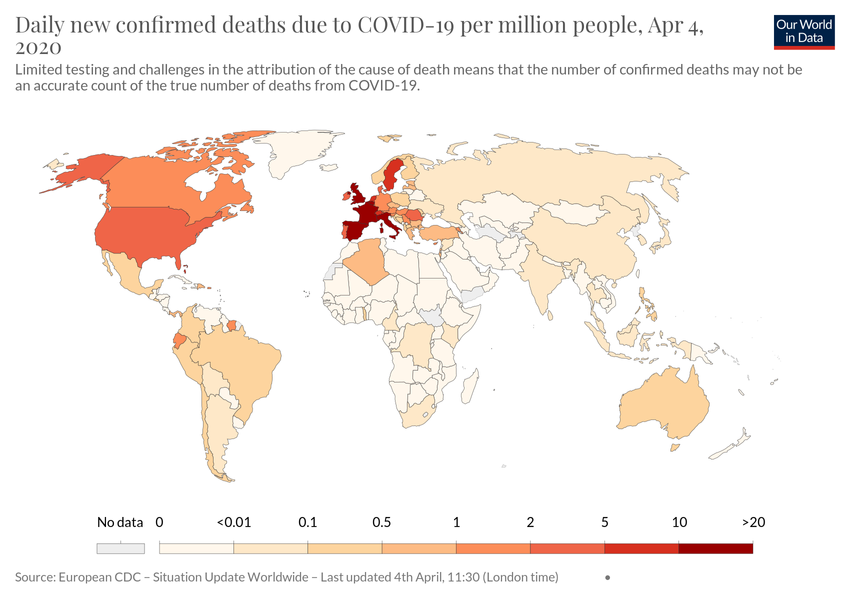 Daily new confirmed deaths due to COVID-19 per million people, Apr 4,
2020
Our World
in Data
Limited testing and challenges in the attribution of the cause of death means that the number of confirmed deaths may not be
an accurate count of the true number of deaths from COVID-19.
No data 0 <0.01 0.1 0.5 1 2 5 10 >20
Source: European CDC – Situation Update Worldwide – Last updated 4th April, 11:30 (London time) •